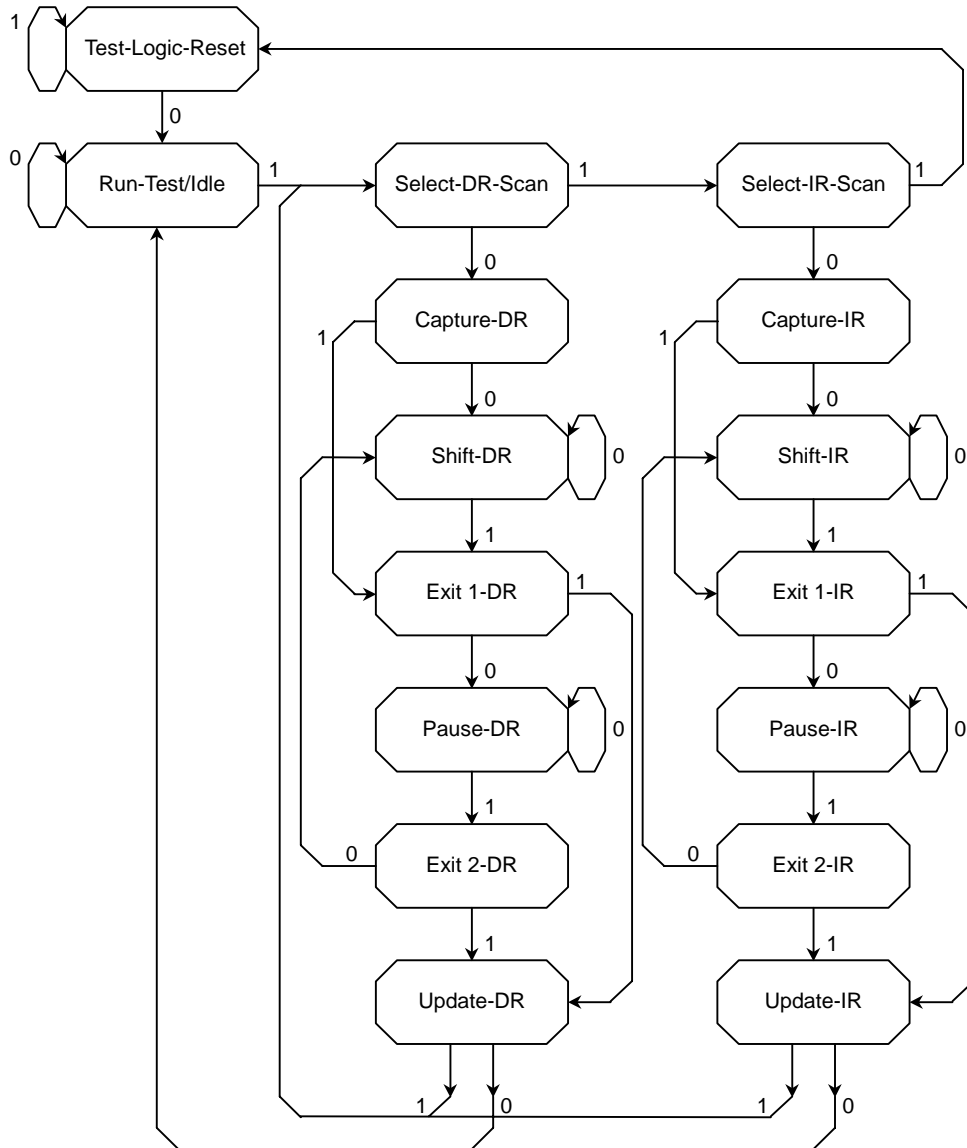 1
Test-Logic-Reset
0
0
Run-Test/Idle
1
Select-DR-Scan
1
Select-IR-Scan
1
0
0
Capture-DR
Capture-IR
1
1
0
0
Shift-DR
0
Shift-IR
0
1
1
Exit 1-DR
1
Exit 1-IR
1
0
0
Pause-DR
0
Pause-IR
0
1
1
0
Exit 2-DR
0
Exit 2-IR
1
1
Update-DR
Update-IR
1
0
1
0